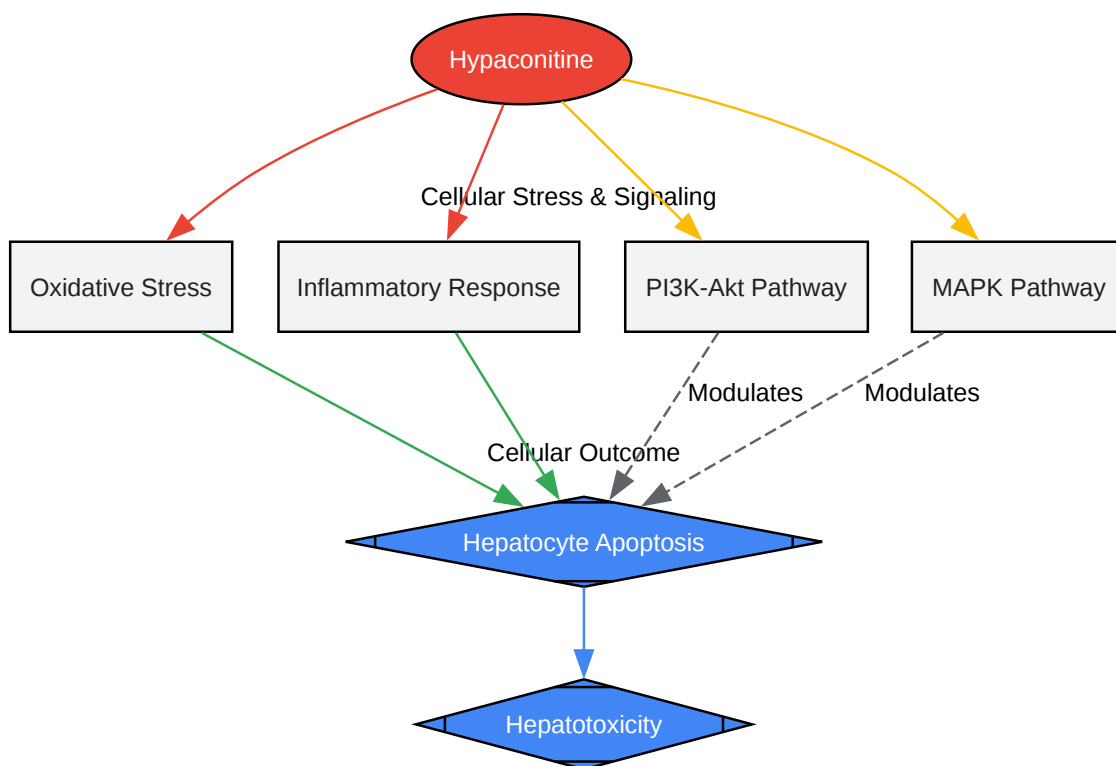 Hypaconitine
Cellular Stress & Signaling
Oxidative Stress
Inflammatory Response
PI3K-Akt Pathway
MAPK Pathway
Modulates
Modulates
Cellular Outcome
Hepatocyte Apoptosis
Hepatotoxicity